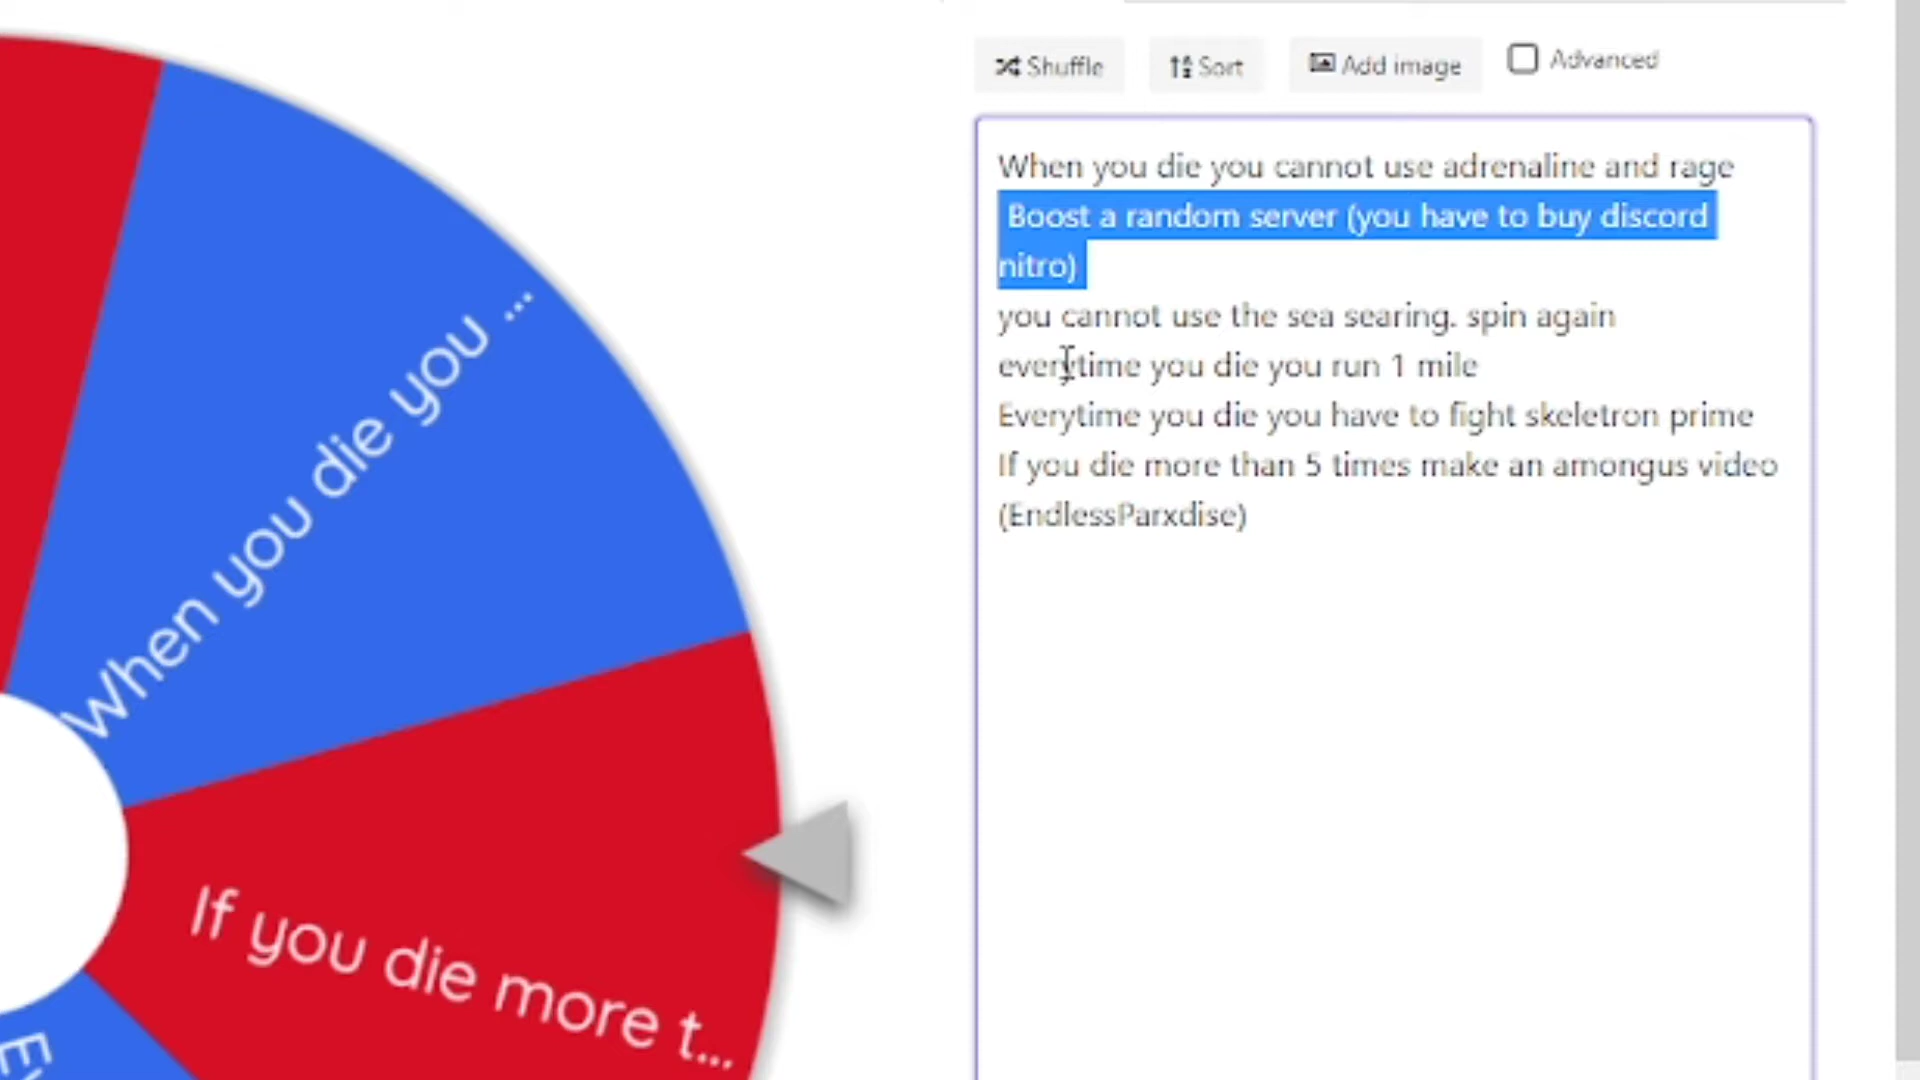 Shuffle
Sort
Add image
Advanced
When you die you cannot use adrenaline and rage
Boost a random server (you have to buy discord
nitro)
you cannot use the sea searing. spin again
everytime you die you run 1 mile
Everytime you die you have to fight skeletron prime
If you die more than 5 times make an amongus video
(EndlessParxdise)
When you die you ...
If you die more t...